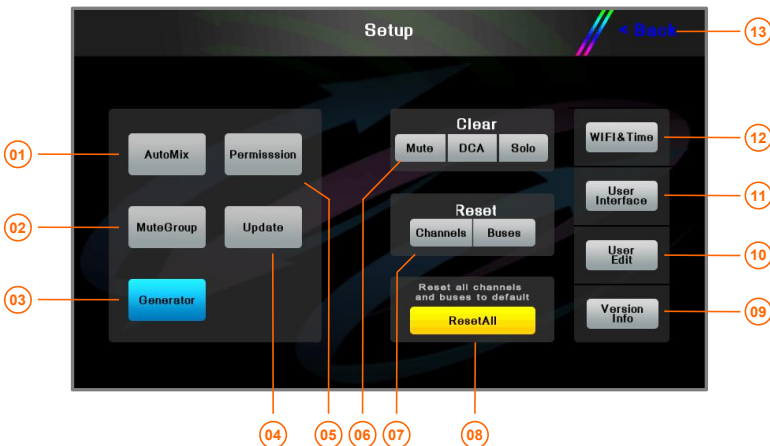 Setup
< Back
13
01
AutoMix
Permisssion
Clear
Mute DCA Solo
WIFI&Time
12
User
Interface
11
02
MuteGroup
Update
Reset
Channels Buses
User
Edit
10
03
Generator
Reset all channels
and buses to default
ResetAll
Version
Info
09
04
05
06
07
08